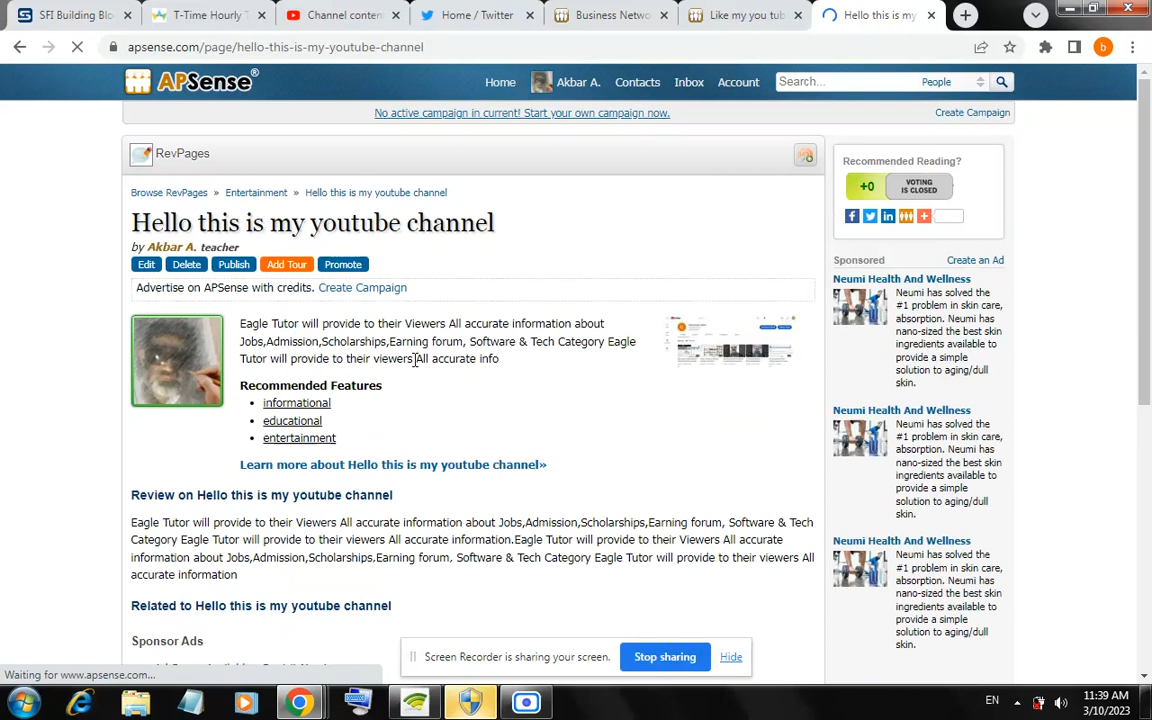 SFI Building Blo
T-Time Hourly T
Channel conten
Home / Twitter
Business Netwo
Like my you tub
Hello this is my
apsense.com/page/hello-this-is-my-youtube-channel
b
APSense®
Home
Akbar A.
Contacts
Inbox
Account
Search...
People
No active campaign in current! Start your own campaign now.
Create Campaign
RevPages
Browse RevPages » Entertainment » Hello this is my youtube channel
Hello this is my youtube channel
by Akbar A. teacher
Edit
Delete
Publish
Add Tour
Promote
Advertise on APSense with credits. Create Campaign
Eagle Tutor will provide to their Viewers All accurate information about
Jobs,Admission,Scholarships,Earning forum, Software & Tech Category Eagle
Tutor will provide to their viewers All accurate info
Recommended Features
• informational
• educational
• entertainment
Learn more about Hello this is my youtube channel»
Review on Hello this is my youtube channel
Eagle Tutor will provide to their Viewers All accurate information about Jobs,Admission,Scholarships,Earning forum, Software & Tech
Category Eagle Tutor will provide to their viewers All accurate information.Eagle Tutor will provide to their Viewers All accurate
information about Jobs,Admission,Scholarships,Earning forum, Software & Tech Category Eagle Tutor will provide to their viewers All
accurate information
Related to Hello this is my youtube channel
Sponsor Ads
Recommended Reading?
+0
VOTING
IS CLOSED
Sponsored
Create an Ad
Neumi Health And Wellness
Neumi has solved the
#1 problem in skin care,
absorption. Neumi has
nano-sized the best skin
ingredients available to
provide a simple
solution to aging/dull
skin.
Neumi Health And Wellness
Neumi has solved the
#1 problem in skin care,
absorption. Neumi has
nano-sized the best skin
ingredients available to
provide a simple
solution to aging/dull
skin.
Neumi Health And Wellness
Neumi has solved the
#1 problem in skin care,
absorption. Neumi has
nano-sized the best skin
ingredients available to
provide a simple
solution to aging/dull
skin.
Screen Recorder is sharing your screen.
Stop sharing
Hide
Waiting for www.apsense.com...
EN
11:39 AM
3/10/2023